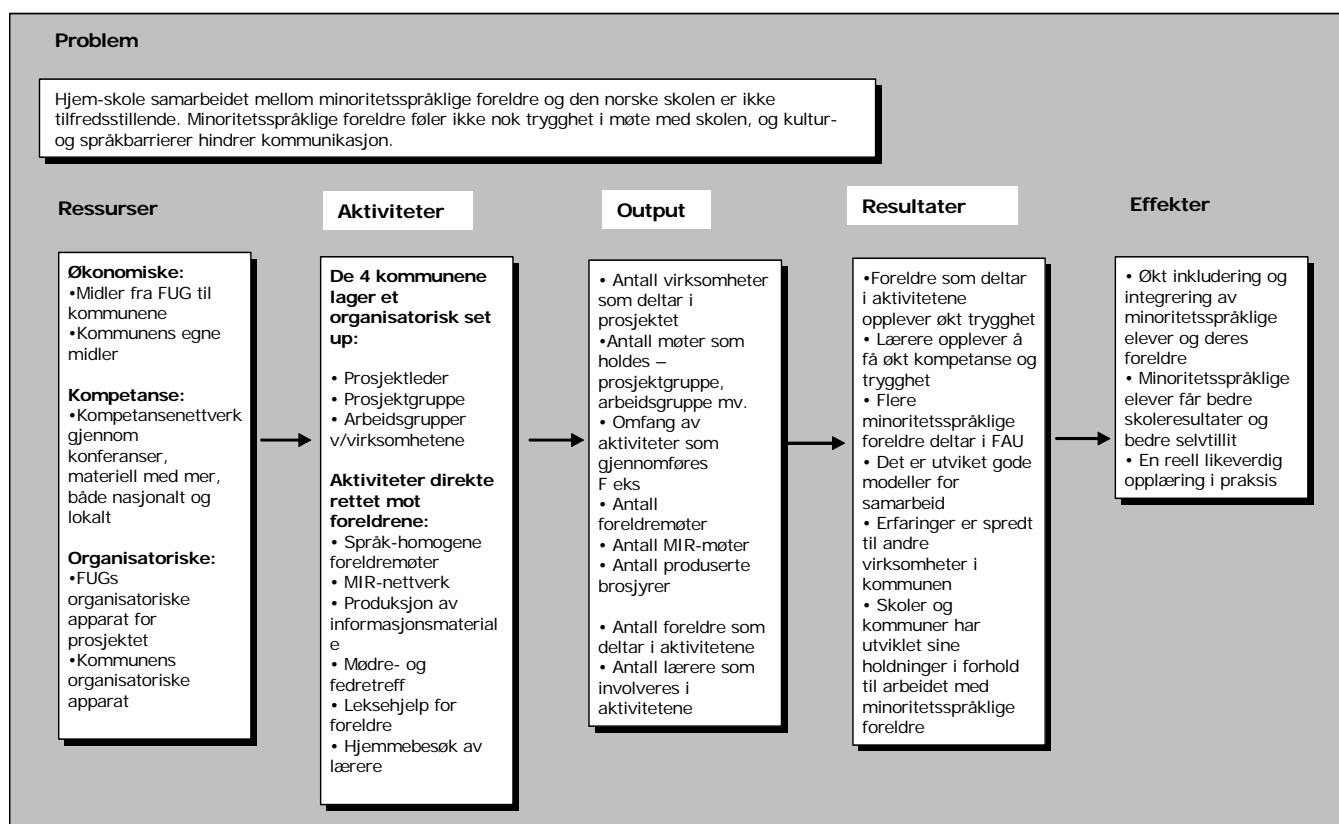 Problem
Hjem-skole samarbeidet mellom minoritetsspråklige foreldre og den norske skolen er ikke
tilfredsstillende. Minoritetsspråklige foreldre føler ikke nok trygghet i møte med skolen, og kultur-
og språkbarrierer hindrer kommunikasjon.
Ressurser
Økonomiske:
•Midler fra FUG til
kommunene
•Kommunens egne
midler
Kompetanse:
•Kompetansenettverk
gjennom
konferanser,
materiell med mer,
både nasjonalt og
lokalt
Organisatoriske:
•FUGs
organisatoriske
apparat for
prosjektet
•Kommunens
organisatoriske
apparat
Aktiviteter
De 4 kommunene
lager et
organisatorisk set
up:
• Prosjektleder
• Prosjektgruppe
• Arbeidsgrupper
v/virksomhetene
Aktiviteter direkte
rettet mot
foreldrene:
• Språk-homogene
foreldremøter
• MIR-nettverk
• Produksjon av
informasjonsmaterial
e
• Mødre- og
fedretreff
• Leksehjelp for
foreldre
• Hjemmebesøk av
lærere
Output
• Antall virksomheter
som deltar i
prosjektet
•Antall møter som
holdes –
prosjektgruppe,
arbeidsgruppe mv.
• Omfang av
aktiviteter som
gjennomføres
F eks
• Antall
foreldremøter
• Antall MIR-møter
• Antall produserte
brosjyrer
• Antall foreldre som
deltar i aktivitetene
• Antall lærere som
involveres i
aktivitetene
Resultater
•Foreldre som deltar
i aktivitetene
opplever økt trygghet
• Lærere opplever å
få økt kompetanse og
trygghet
• Flere
minoritetsspråklige
foreldre deltar i FAU
• Det er utviket gode
modeller for
samarbeid
• Erfaringer er spredt
til andre
virksomheter i
kommunen
• Skoler og
kommuner har
utviklet sine
holdninger i forhold
til arbeidet med
minoritetsspråklige
foreldre
Effekter
• Økt inkludering og
integrering av
minoritetsspråklige
elever og deres
foreldre
• Minoritetsspråklige
elever får bedre
skoleresultater og
bedre selvtillit
• En reell likeverdig
opplæring i praksis